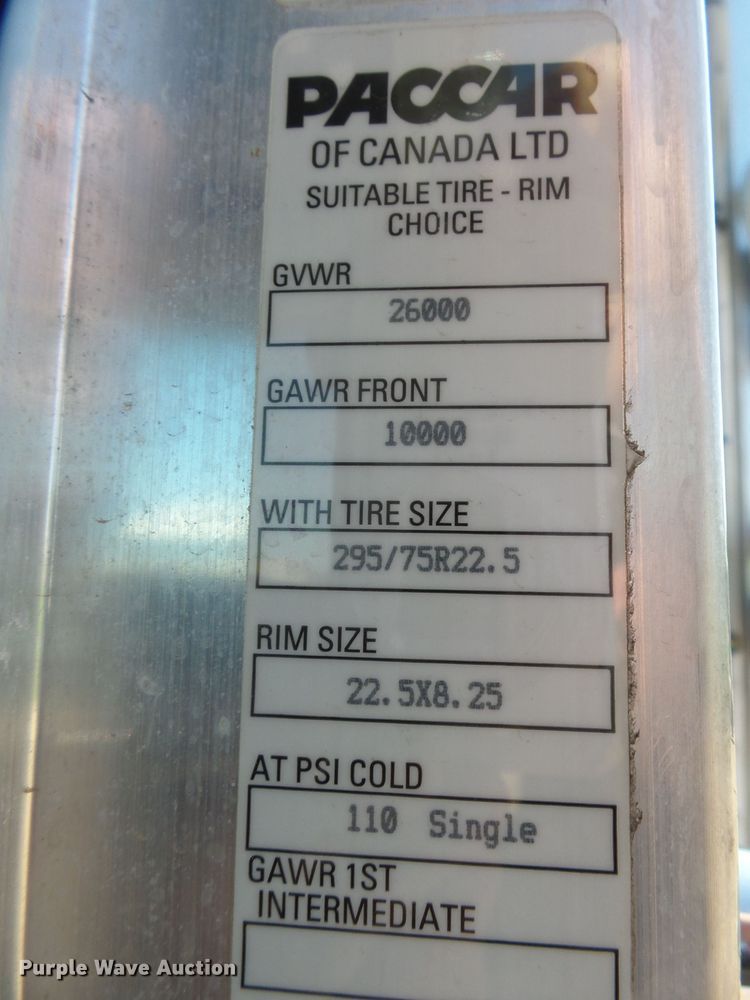 PACCAR
OF CANADA LTD
SUITABLE TIRE - RIM
CHOICE
GVWR
26000
GAWR FRONT
10000
WITH TIRE SIZE
295/75R22.5
RIM SIZE
22.5X8.25
AT PSI COLD
110 Single
GAWR 1ST
INTERMEDIATE
Purple Wave Auction